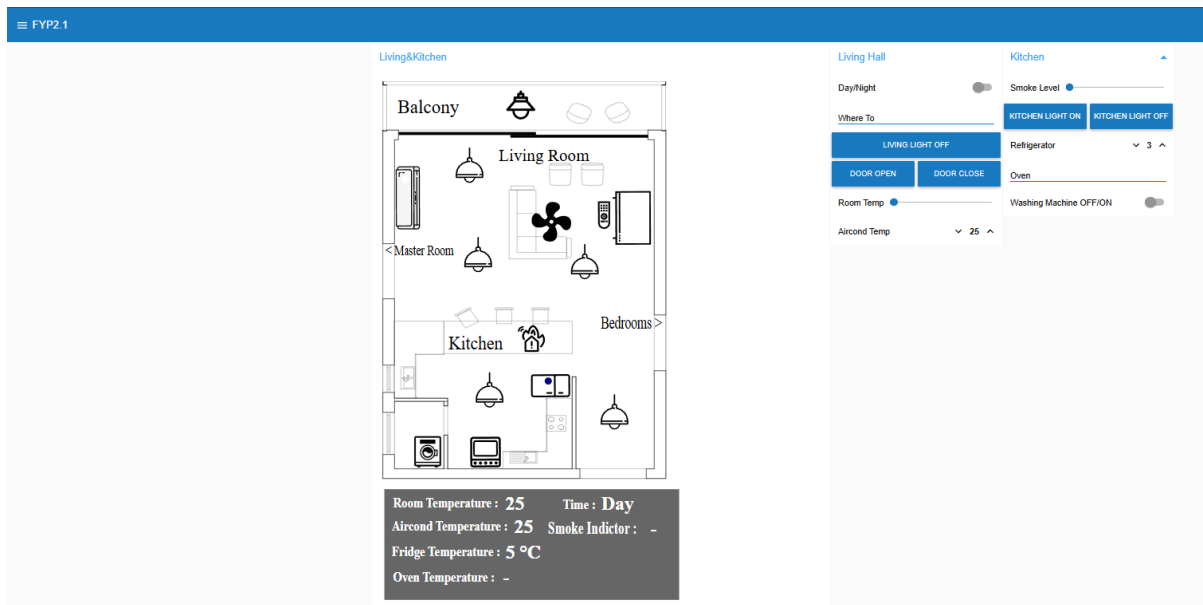 ≡ FYP2.1
Living&Kitchen
Balcony
Living Room
<Master Room
Bedrooms>
Kitchen
Room Temperature : 25 Time : Day
Aircond Temperature : 25 Smoke Indictor : -
Fridge Temperature : 5 °C
Oven Temperature : -
Living Hall
Day/Night
Where To
LIVING LIGHT OFF
DOOR OPEN DOOR CLOSE
Room Temp
Aircond Temp 25
Kitchen
Smoke Level
KITCHEN LIGHT ON KITCHEN LIGHT OFF
Refrigerator 3
Oven
Washing Machine OFF/ON